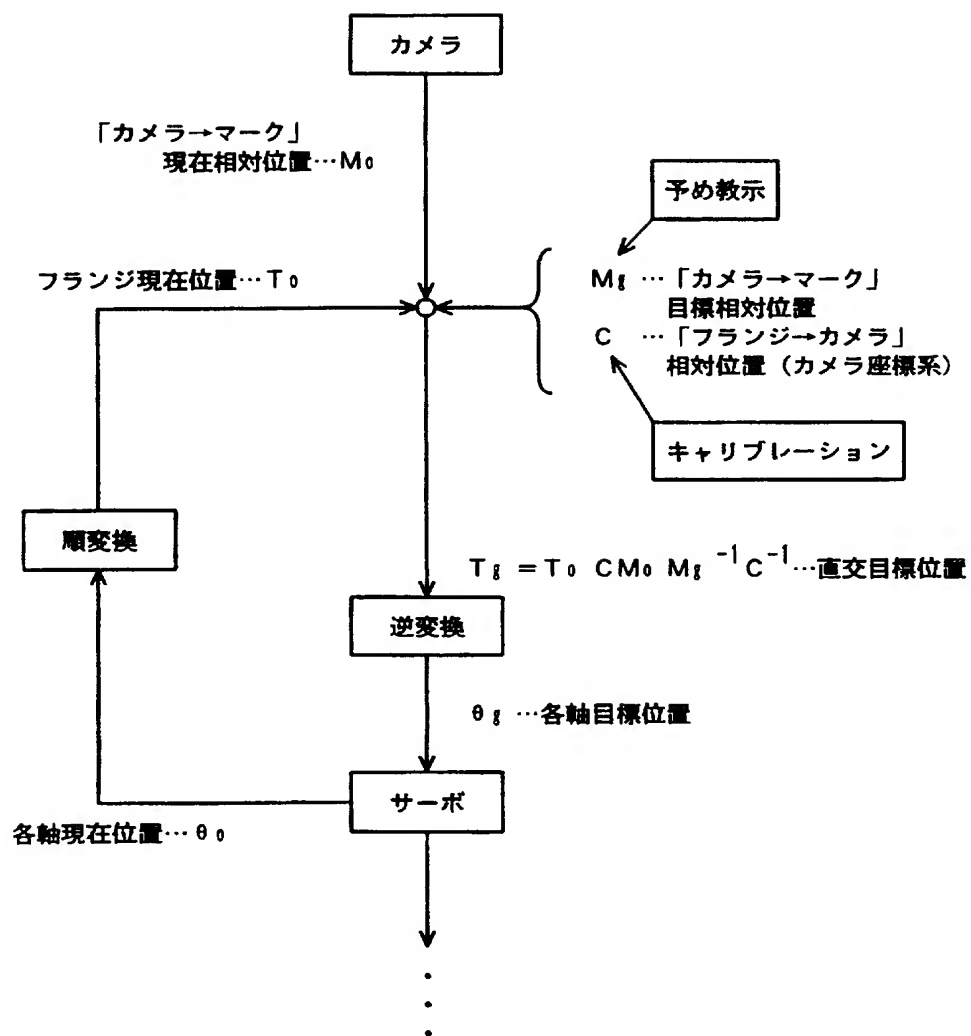 カメラ
「カメラ→マーク」
現在相対位置…M₀
予め教示
フランジ現在位置…T₀
Mg …「カメラ→マーク」
目標相対位置
C …「フランジ→カメラ」
相対位置(カメラ座標系)
キャリブレーション
順変換
Tg =T₀ CM₀ Mg⁻¹C⁻¹…直交目標位置
逆変換
θg …各軸目標位置
サーボ
各軸現在位置…θ₀